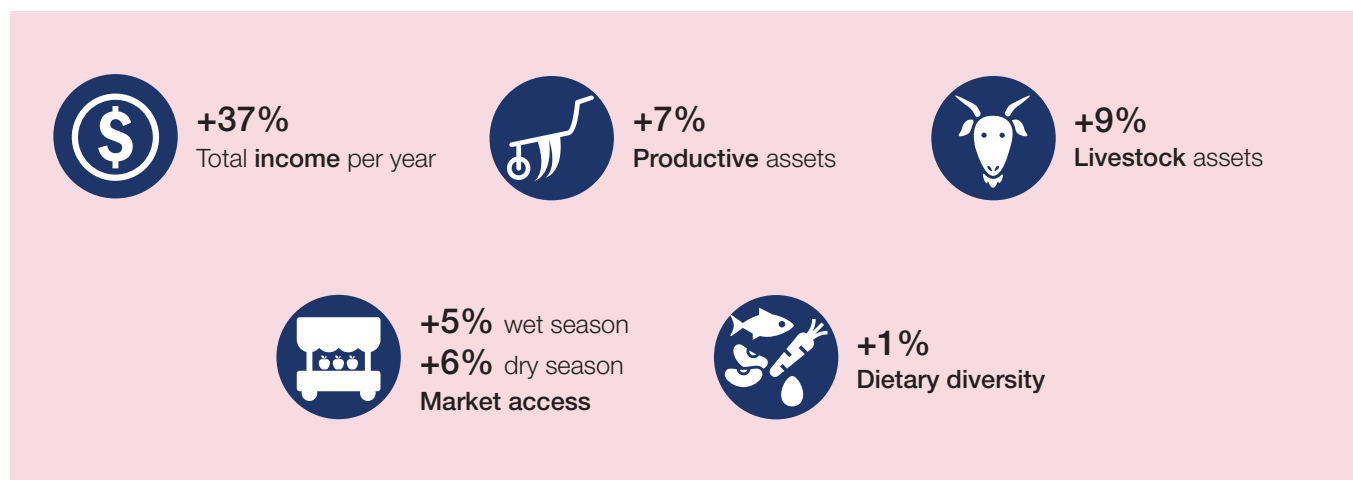 +37%
Total income per year
+7%
Productive assets
+9%
Livestock assets
+5% wet season
+6% dry season
Market access
+1%
Dietary diversity